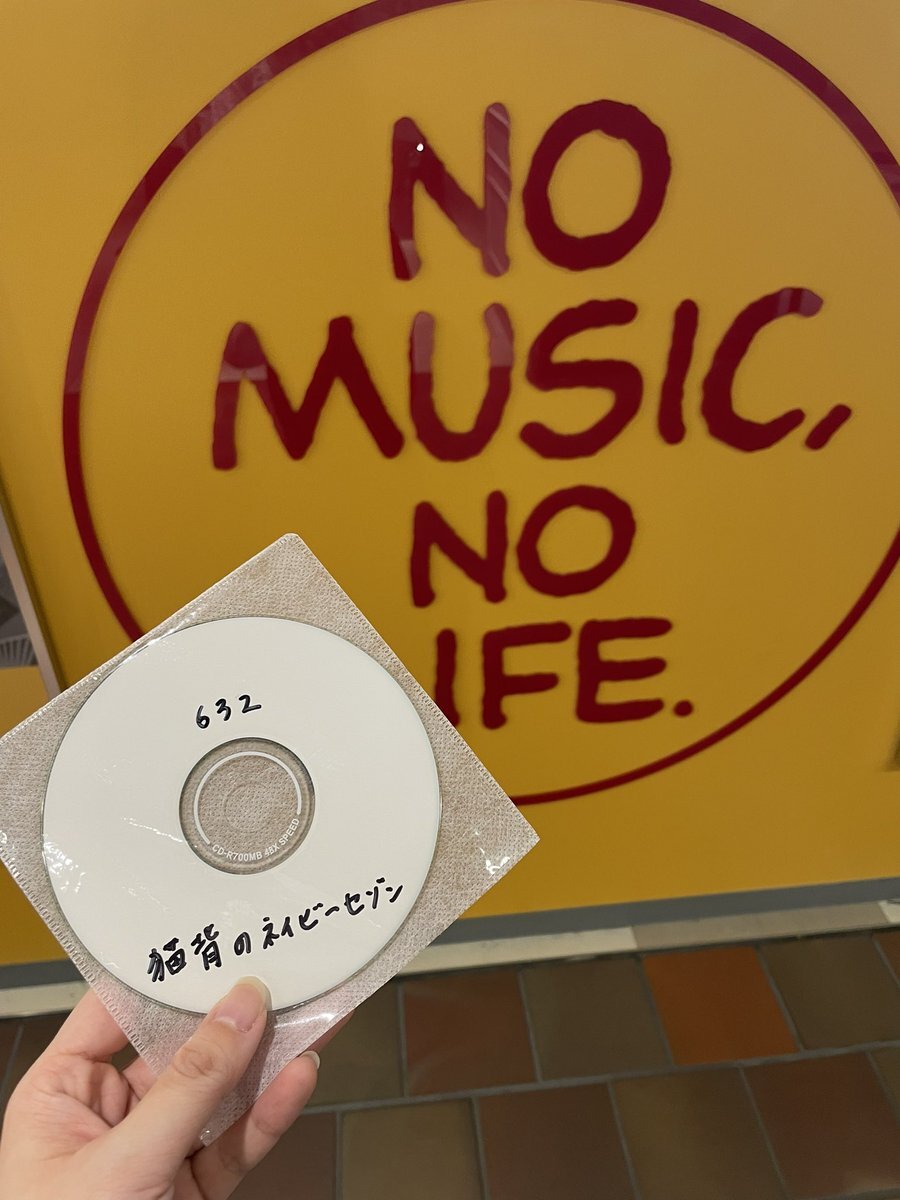 NO
MUSIC,
NO
IFE.
632
CD-R700MB 48X SPEED
猫背のネイビーセゾン